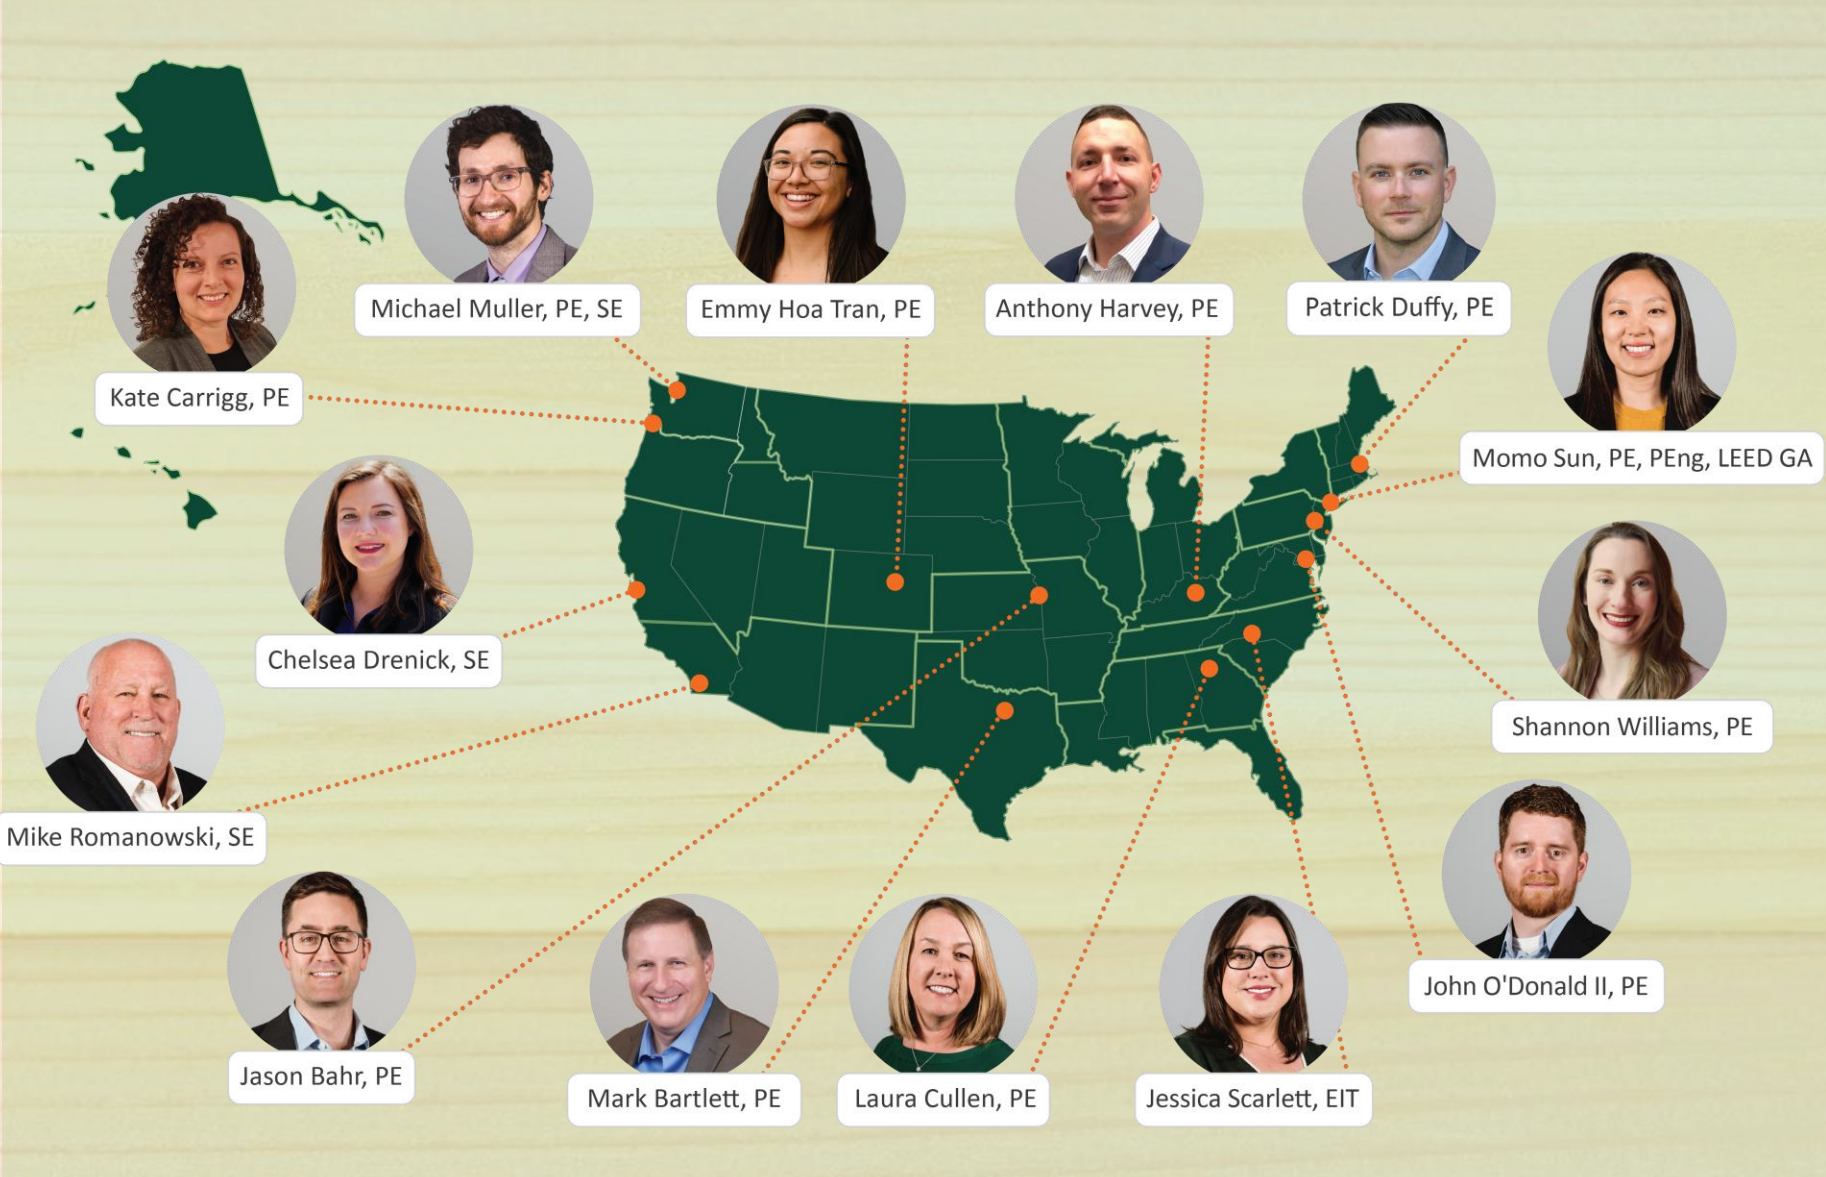 Michael Muller, PE, SE
Emmy Hoa Tran, PE
Anthony Harvey, PE
Patrick Duffy, PE
Kate Carrigg, PE
Momo Sun, PE, PEng, LEED GA
Chelsea Drenick, SE
Shannon Williams, PE
Mike Romanowski, SE
John O'Donald II, PE
Jason Bahr, PE
Mark Bartlett, PE
Laura Cullen, PE
Jessica Scarlett, EIT